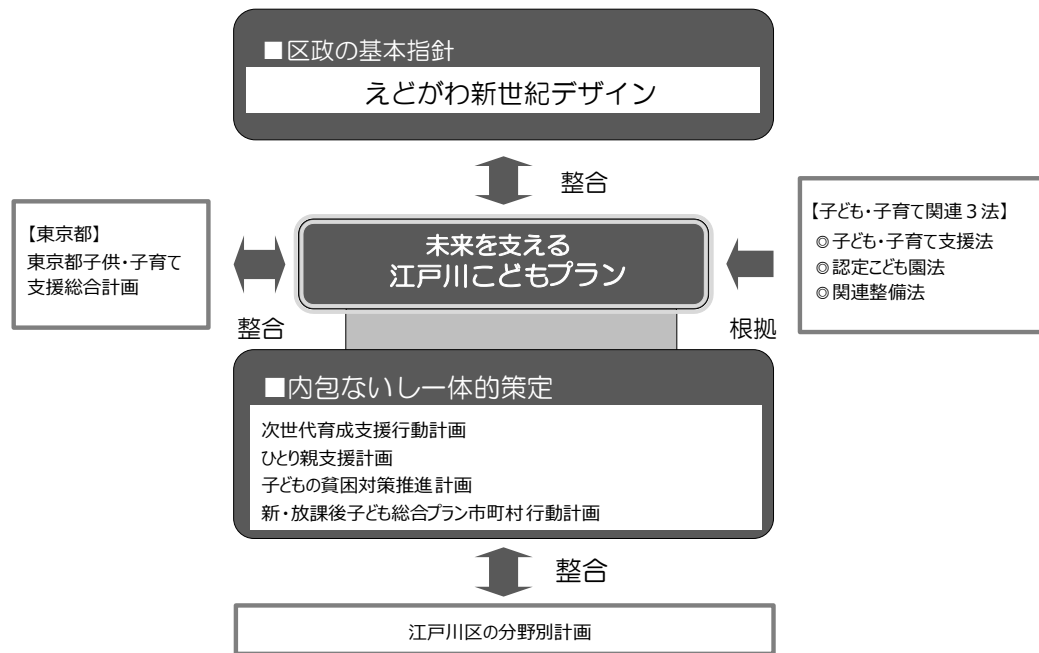 ■区政の基本指針
えどがわ新世紀デザイン
整合
【東京都】
東京都子供・子育て
支援総合計画
整合
未来を支える
江戸川こどもプラン
【子ども・子育て関連３法】
◎子ども・子育て支援法
◎認定こども園法
◎関連整備法
根拠
■内包ないし一体的策定
次世代育成支援行動計画
ひとり親支援計画
子どもの貧困対策推進計画
新・放課後子ども総合プラン市町村行動計画
整合
江戸川区の分野別計画